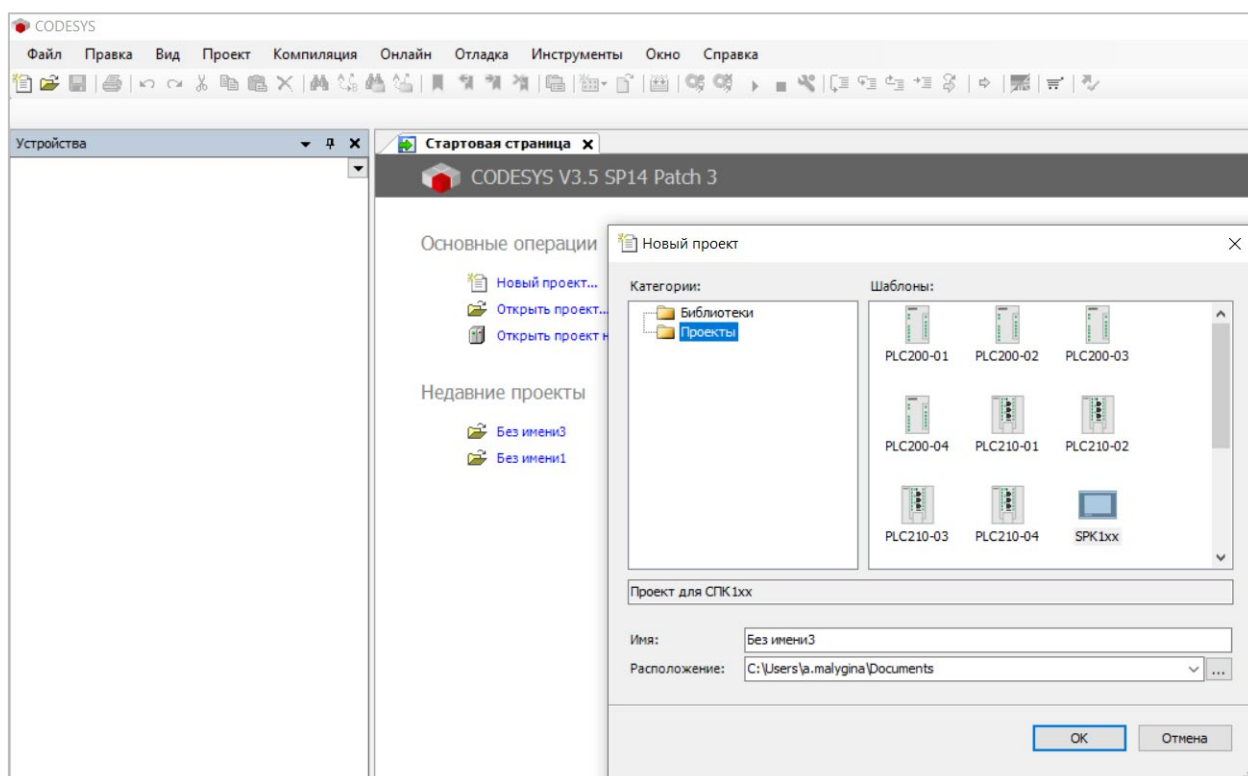 CODESYS
Файл Правка Вид Проект Компиляция Онлайн Отладка Инструменты Окно Справка
Устройства
Стартовая страница
CODESYS V3.5 SP14 Patch 3
Основные операции
Новый проект...
Открыть проект...
Открыть проект н
Недавние проекты
Без имени3
Без имени1
Новый проект
Категории:
Библиотеки
Проекты
Шаблоны:
PLC200-01 PLC200-02 PLC200-03
PLC200-04 PLC210-01 PLC210-02
PLC210-03 PLC210-04 SPK1xx
Проект для СПК1xx
Имя: Без имени3
Расположение: C:\Users\a.malygina\Documents
...
OK Отмена